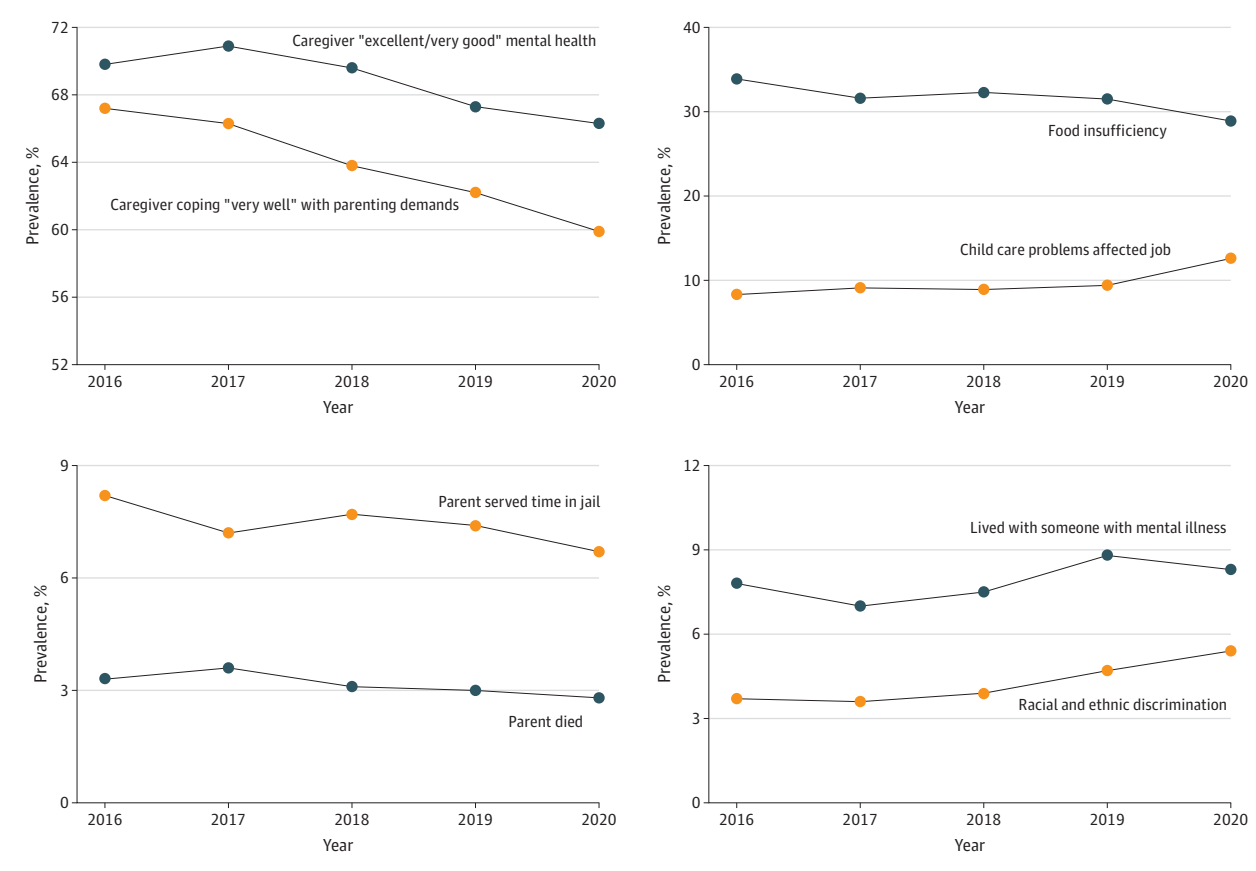 72
68
64
60
56
52
Prevalence, %
Caregiver "excellent/very good" mental health
Caregiver coping "very well" with parenting demands
2016 2017 2018 2019 2020
Year
40
30
20
10
0
Prevalence, %
Food insufficiency
Child care problems affected job
2016 2017 2018 2019 2020
Year
9
6
3
0
Prevalence, %
Parent served time in jail
Parent died
2016 2017 2018 2019 2020
Year
12
9
6
3
0
Prevalence, %
Lived with someone with mental illness
Racial and ethnic discrimination
2016 2017 2018 2019 2020
Year